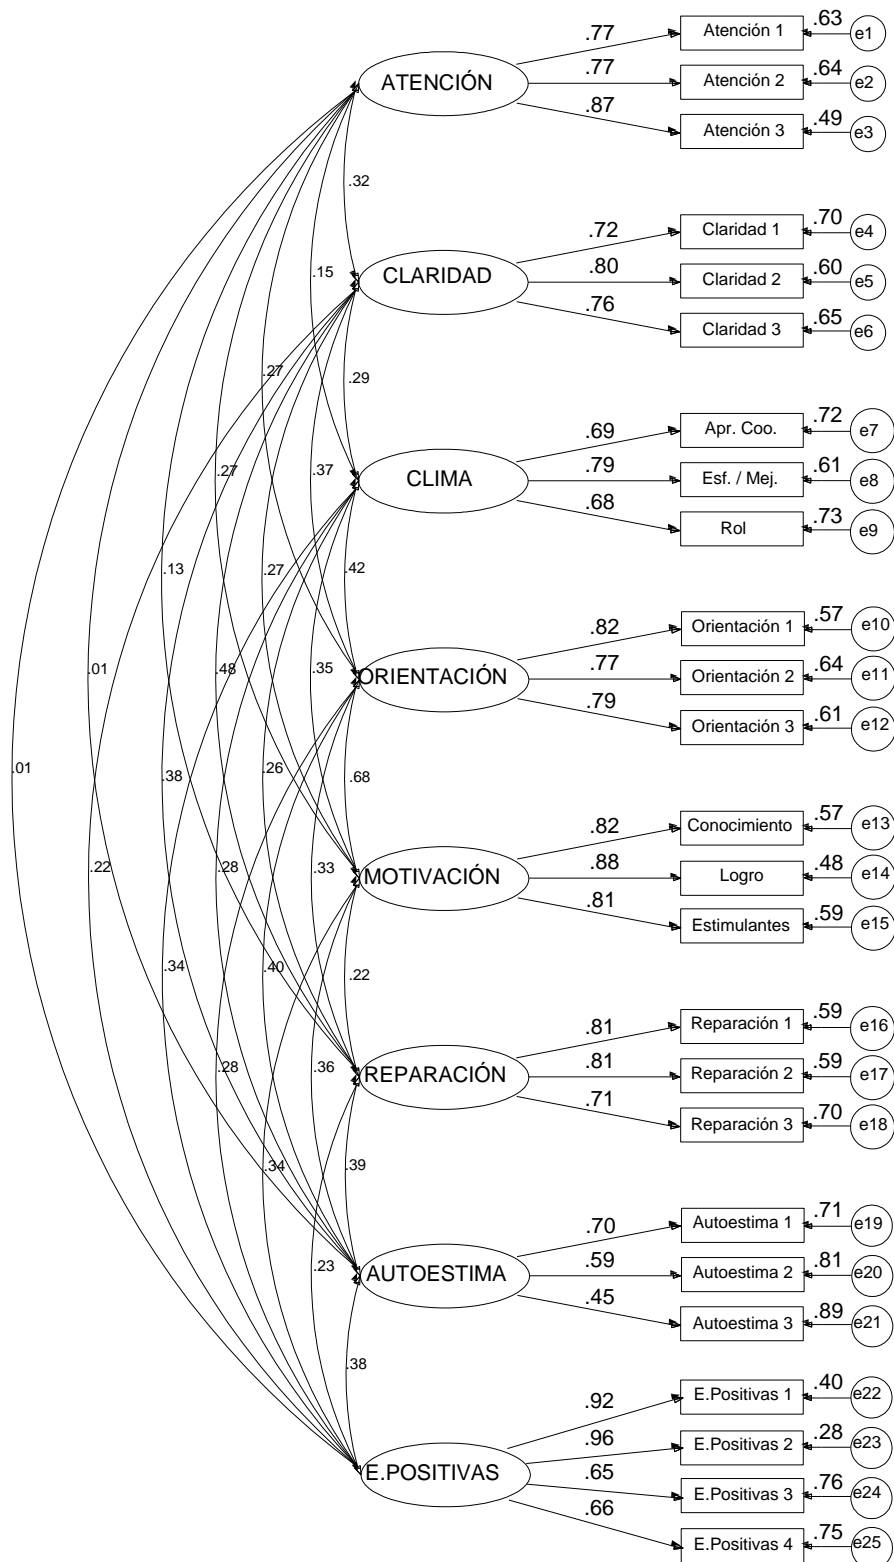 .77 Atención 1 .63 e1
ATENCIÓN .77 Atención 2 .64 e2
.87 Atención 3 .49 e3
.32
.72 Claridad 1 .70 e4
.15 CLARIDAD .80 Claridad 2 .60 e5
.76 Claridad 3 .65 e6
.27 .29
.69 Apr. Coo. .72 e7
.27 .37 CLIMA .79 Esf. / Mej. .61 e8
.68 Rol .73 e9
.13 .27 .42
.82 Orientación 1 .57 e10
.01 .48 .35 ORIENTACIÓN .77 Orientación 2 .64 e11
.79 Orientación 3 .61 e12
.01 .38 .26 .68
.82 Conocimiento .57 e13
.22 .28 .33 MOTIVACIÓN .88 Logro .48 e14
.81 Estimulantes .59 e15
.34 .40 .22
.81 Reparación 1 .59 e16
.28 .36 REPARACIÓN .81 Reparación 2 .59 e17
.71 Reparación 3 .70 e18
.34 .39
.70 Autoestima 1 .71 e19
.23 AUTOESTIMA .59 Autoestima 2 .81 e20
.45 Autoestima 3 .89 e21
.38
.92 E.Positivas 1 .40 e22
.96 E.Positivas 2 .28 e23
E.POSITIVAS .65 E.Positivas 3 .76 e24
.66 E.Positivas 4 .75 e25